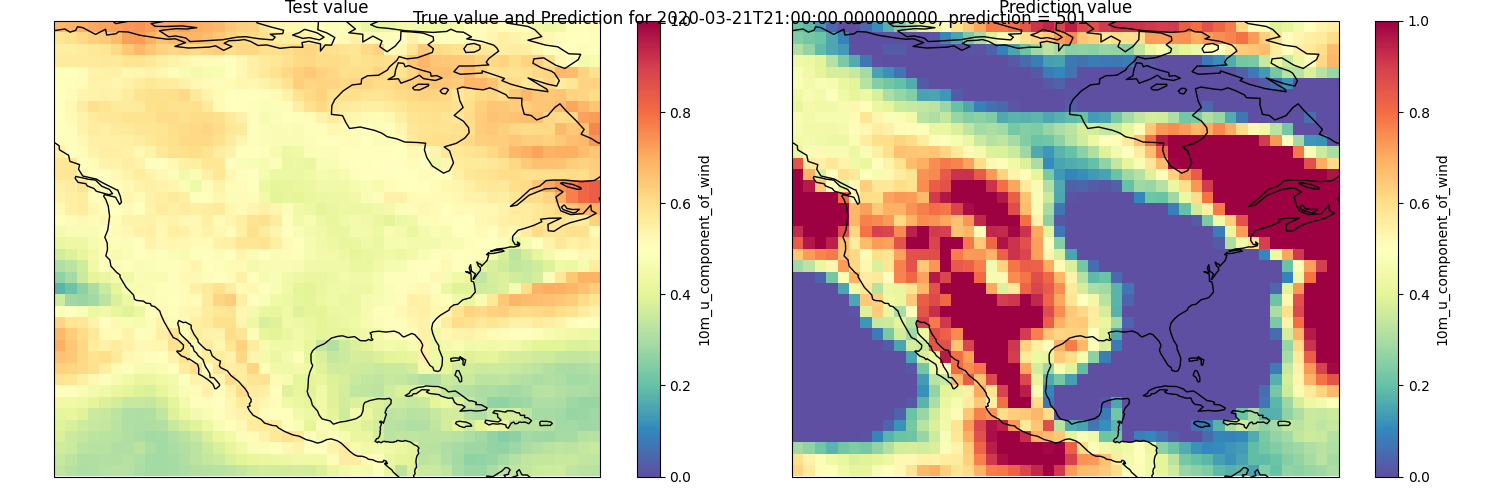 Test value
Prediction value
True value and Prediction for 2020-03-21T21:00:00.000000000, prediction = 501
1.0
0.8
0.6
0.4
0.2
0.0
10m_u_component_of_wind
1.0
0.8
0.6
0.4
0.2
0.0
10m_u_component_of_wind